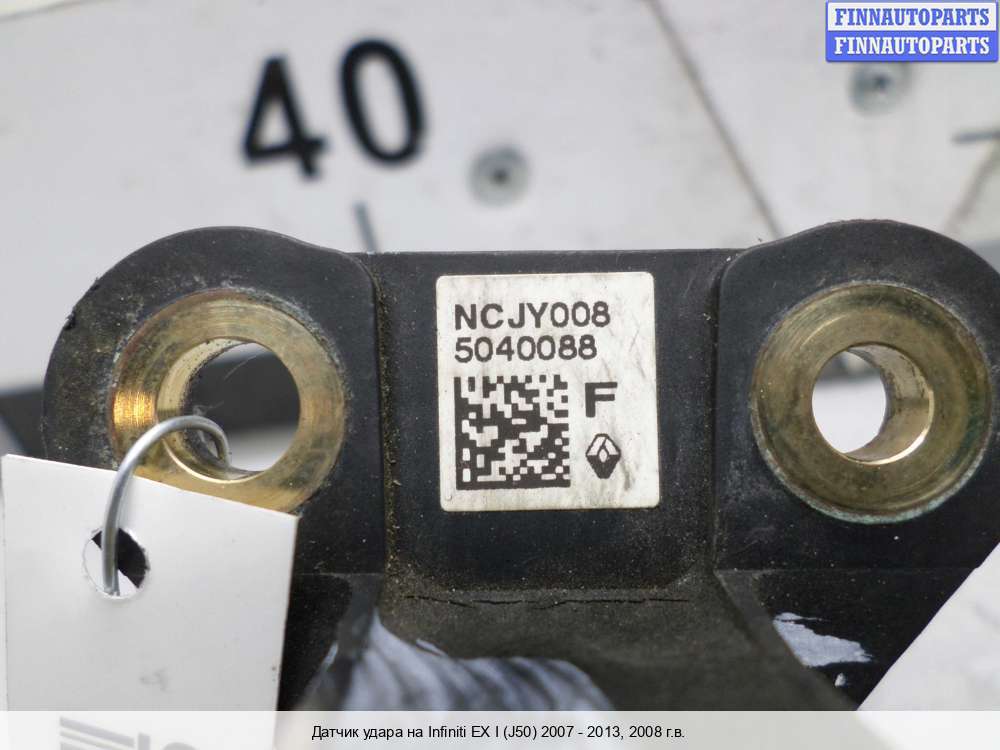 FINNAUTOPARTS
FINNAUTOPARTS
40
NCJY008
5040088
F
Датчик удара на Infiniti EX I (J50) 2007 - 2013, 2008 г.в.